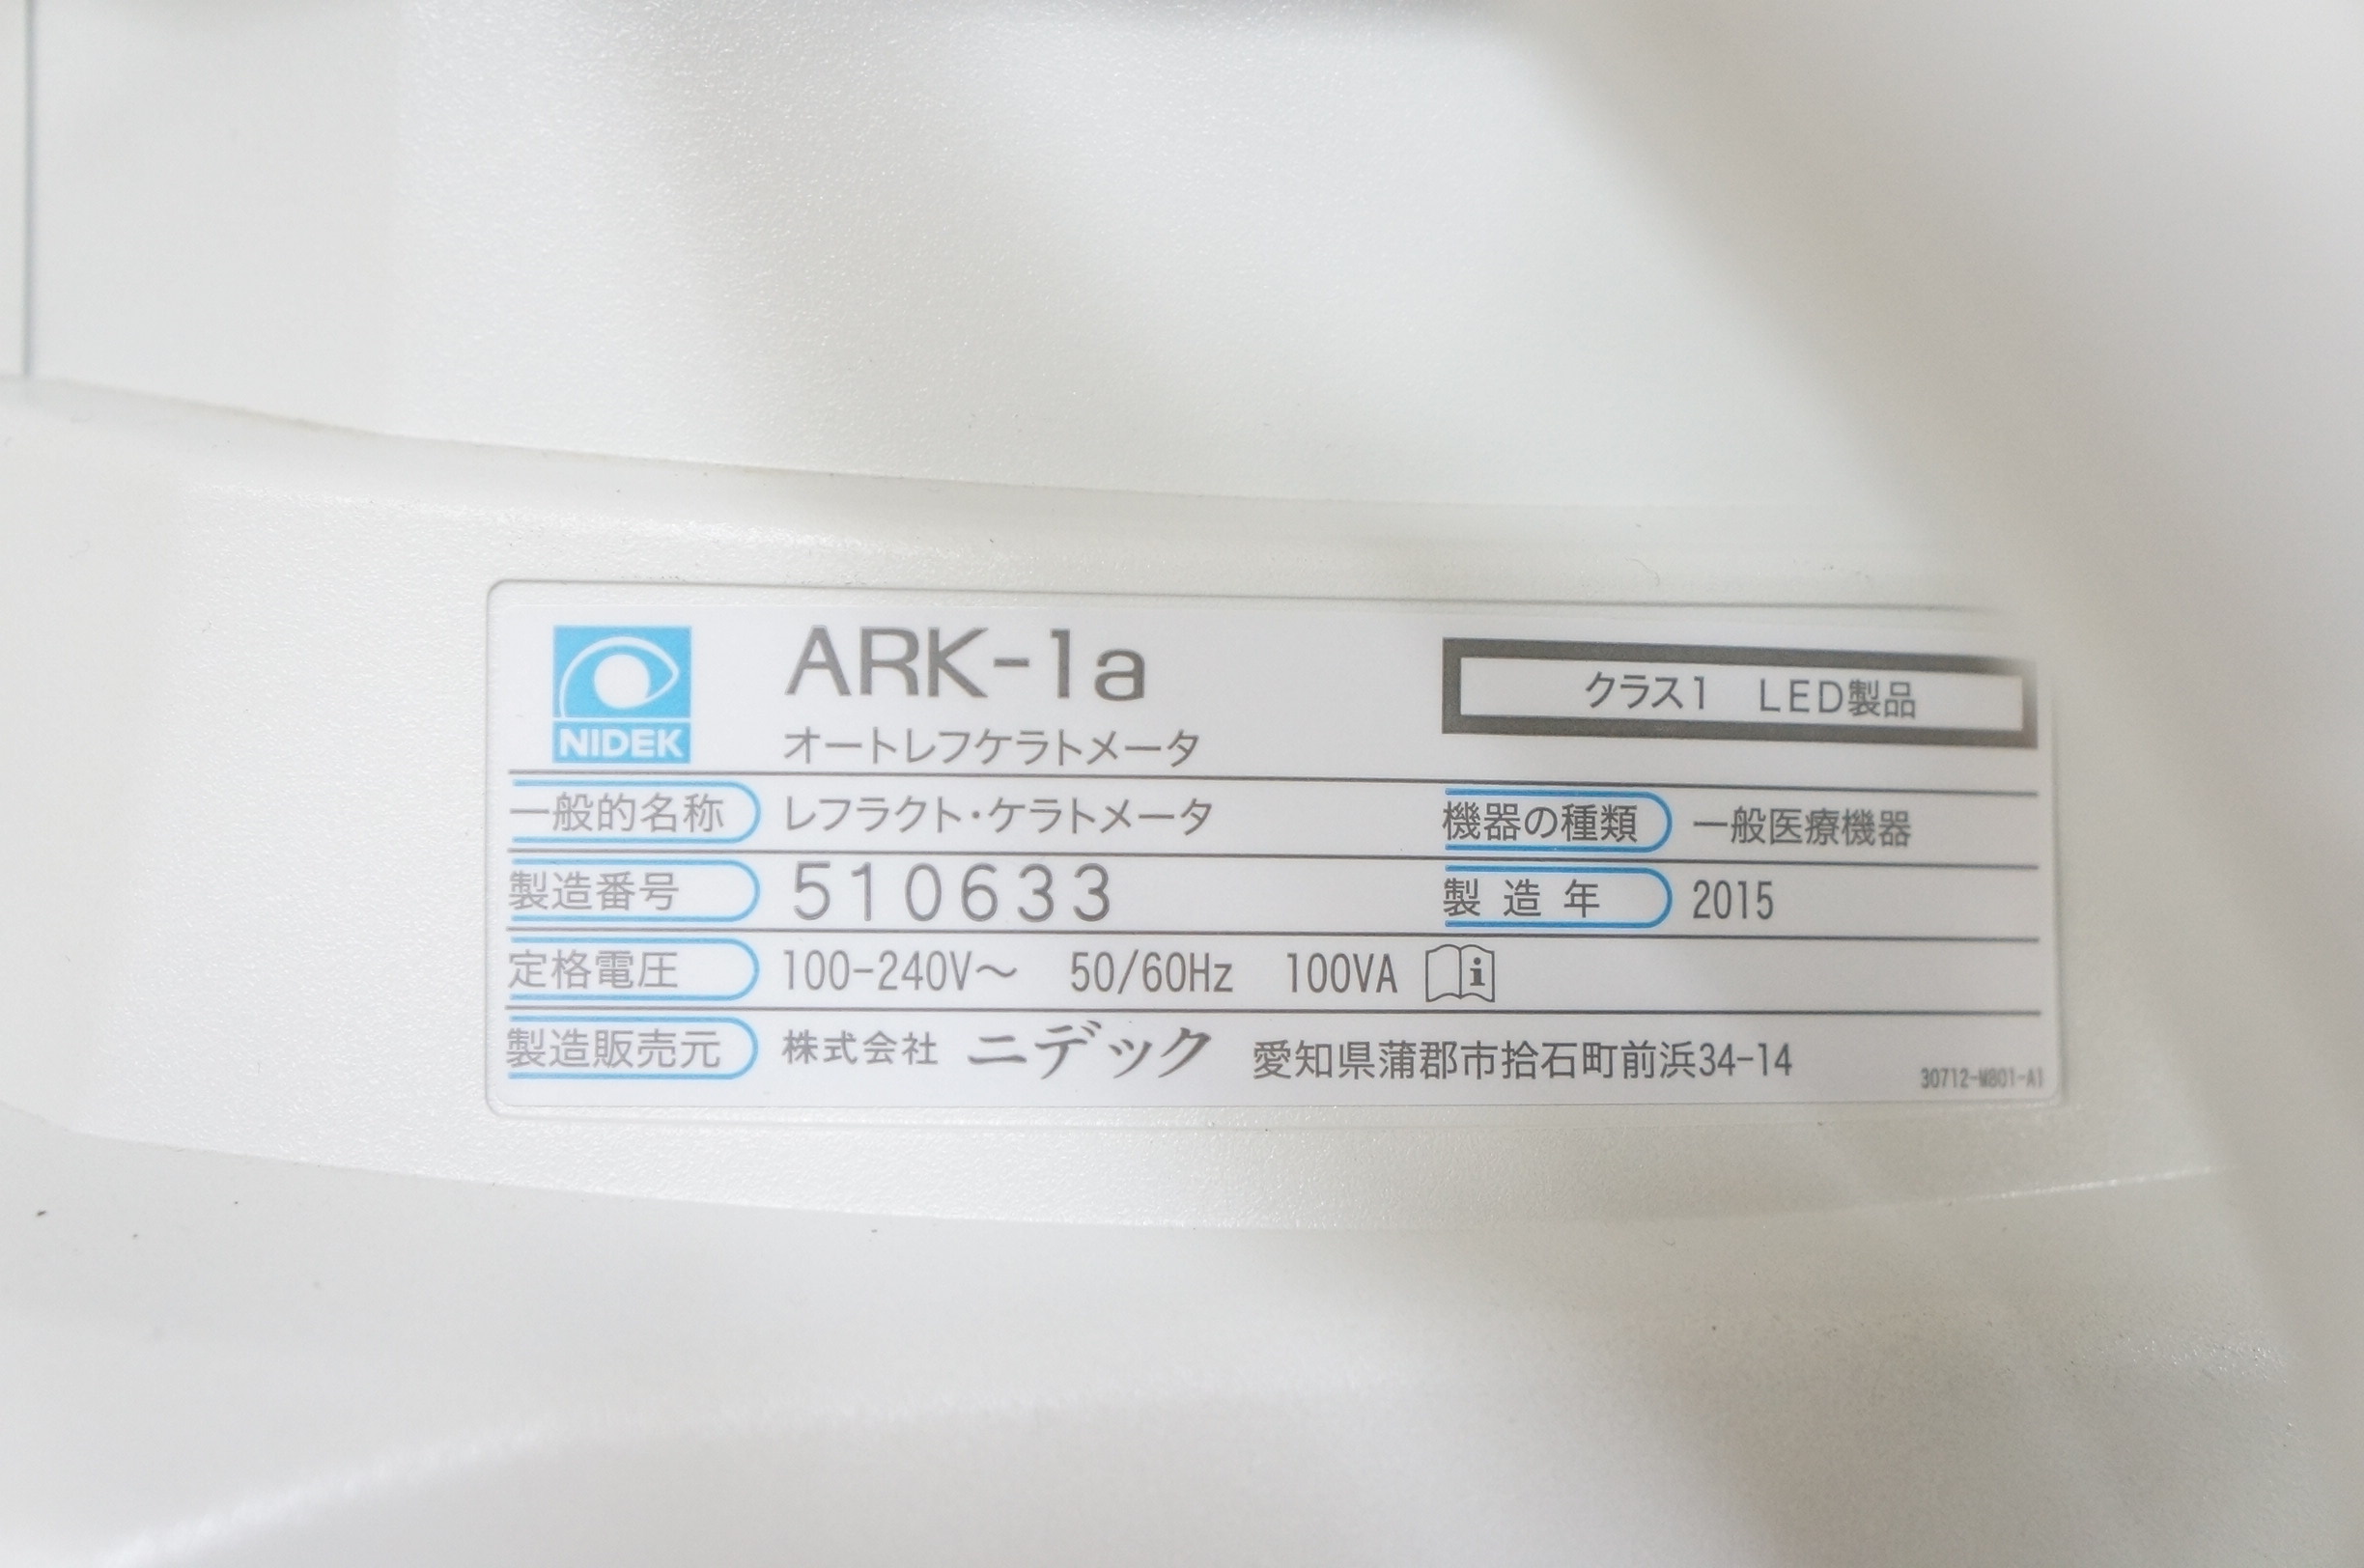 NIDEK
ARK-1a
オートレフケラトメータ
クラス1 LED製品
一般的名称 レフラクト・ケラトメータ 機器の種類 一般医療機器
製造番号 510633 製造年 2015
定格電圧 100-240V～ 50/60Hz 100VA i
製造販売元 株式会社 ニデック 愛知県蒲郡市拾石町前浜34-14
30712-M801-A1